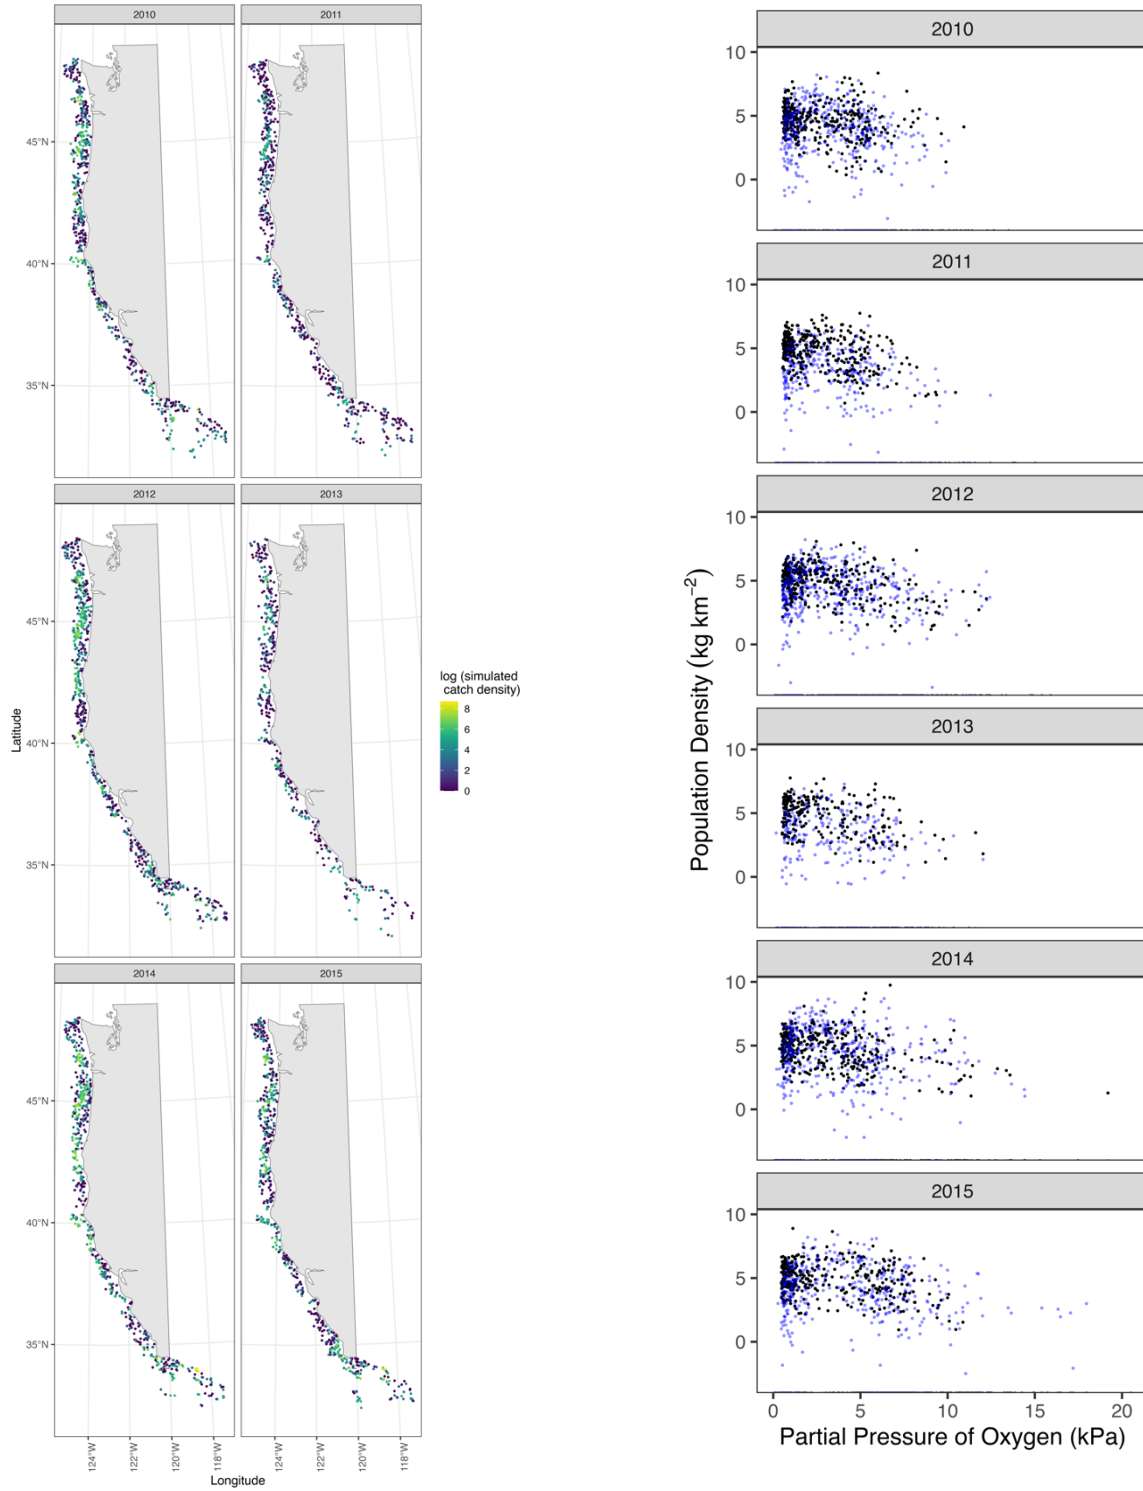 2010
2011
45°N
40°N
35°N
2012
2013
45°N
40°N
35°N
Latitude
log (simulated
catch density)
8
6
4
2
0
2014
2015
45°N
40°N
35°N
124°W
122°W
120°W
118°W
124°W
122°W
120°W
118°W
Longitude
2010
10
5
0
2011
10
5
0
2012
10
5
0
Population Density (kg km⁻²)
2013
10
5
0
2014
10
5
0
2015
10
5
0
0 5 10 15 20
Partial Pressure of Oxygen (kPa)